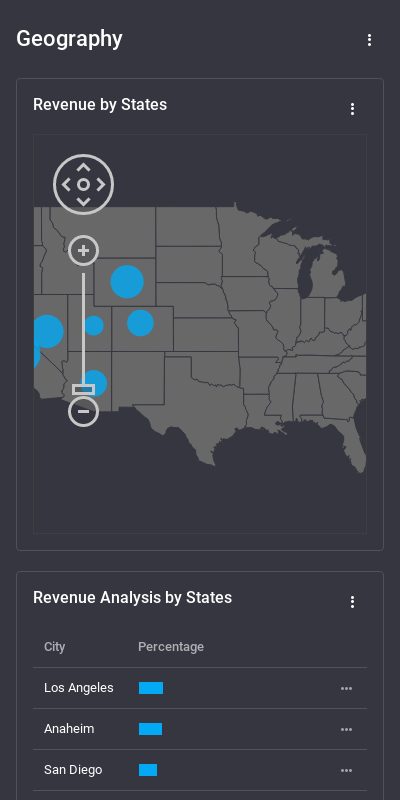 Geography
Revenue by States
Revenue Analysis by States
City Percentage
Los Angeles
Anaheim
San Diego